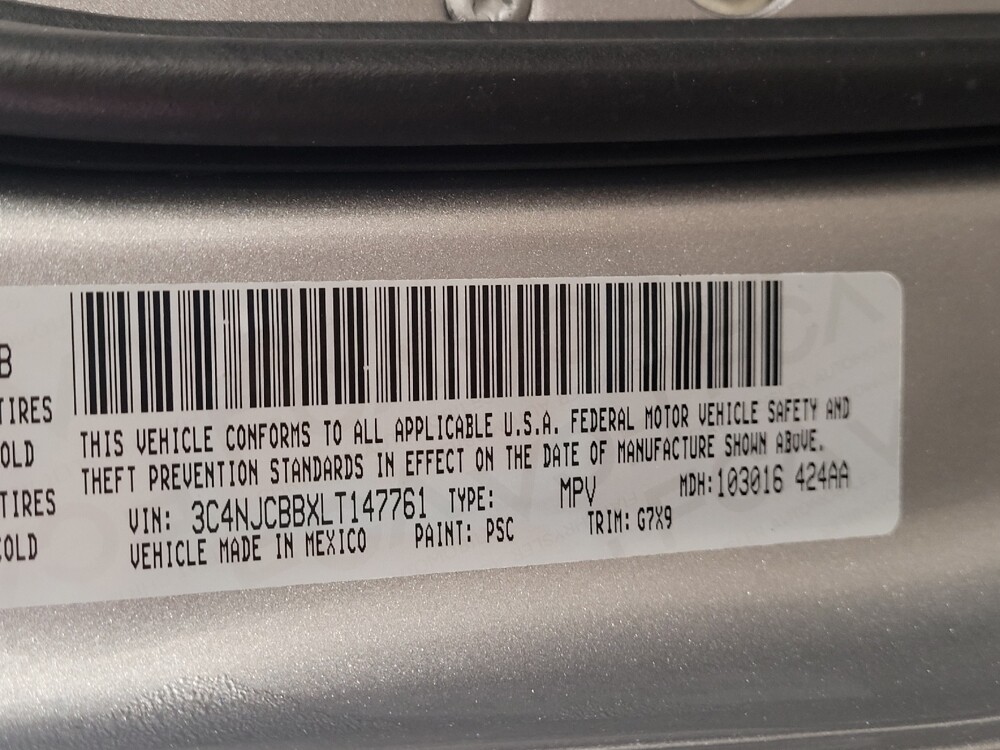 B
TIRES
OLD
TIRES
COLD
THIS VEHICLE CONFORMS TO ALL APPLICABLE U.S.A. FEDERAL MOTOR VEHICLE SAFETY AND
THEFT PREVENTION STANDARDS IN EFFECT ON THE DATE OF MANUFACTURE SHOWN ABOVE.
VIN: 3C4NJCBBXLT147761 TYPE: MPV MDH:103016 424AA
VEHICLE MADE IN MEXICO PAINT: PSC TRIM: G7X9